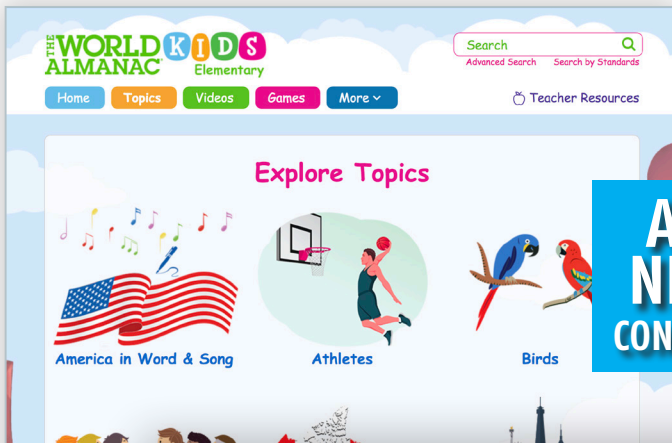 THE WORLD ALMANAC KIDS
Elementary
Search
Advanced Search Search by Standards
Home Topics Videos Games More
Teacher Resources
Explore Topics
America in Word & Song Athletes Birds